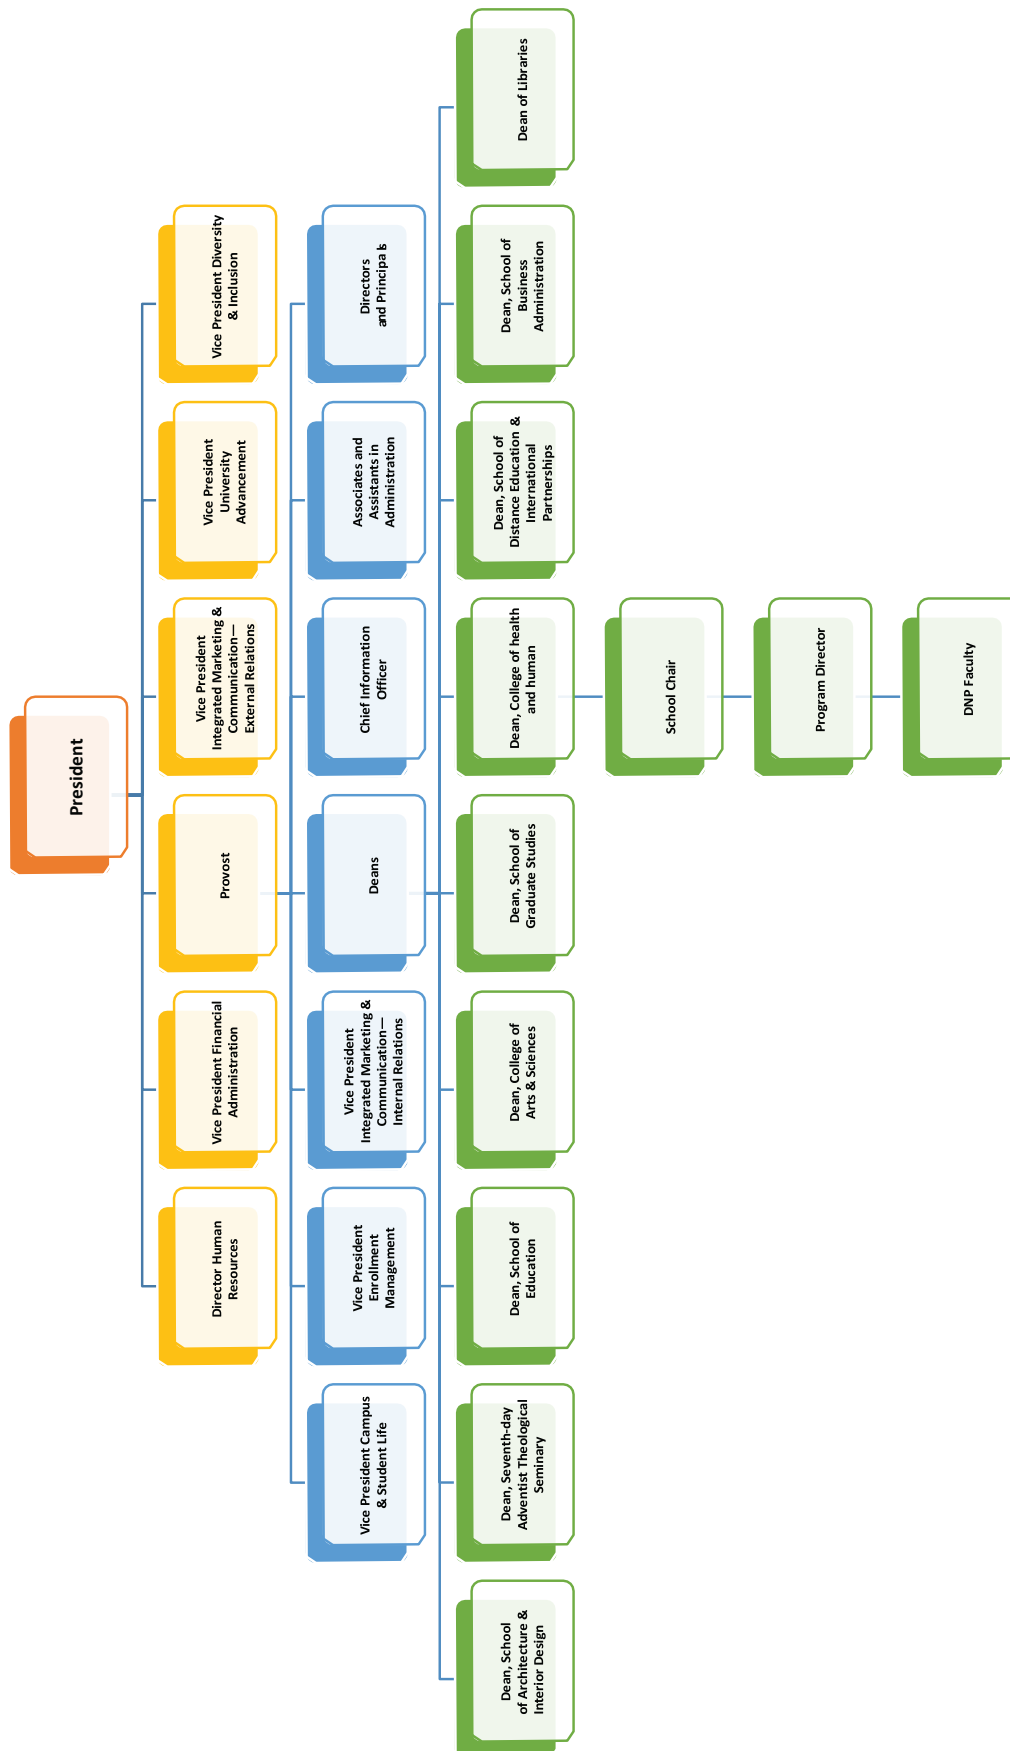 President
Director Human
Resources
Vice President Financial
Administration
Provost
Vice President
Integrated Marketing &
Communication—
External Relations
Vice President
University
Advancement
Vice President Diversity
& Inclusion
Vice President Campus
& Student Life
Vice President
Enrollment
Management
Vice President
Integrated Marketing &
Communication—
Internal Relations
Deans
Chief Information
Officer
Associates and
Assistants in
Administration
Directors
and Principals
Dean, School
of Architecture &
Interior Design
Dean, Seventh-day
Adventist Theological
Seminary
Dean, School of
Education
Dean, College of
Arts & Sciences
Dean, School of
Graduate Studies
Dean, College of health
and human
Dean, School of
Distance Education &
International
Partnerships
Dean, School of
Business
Administration
Dean of Libraries
School Chair
Program Director
DNP Faculty